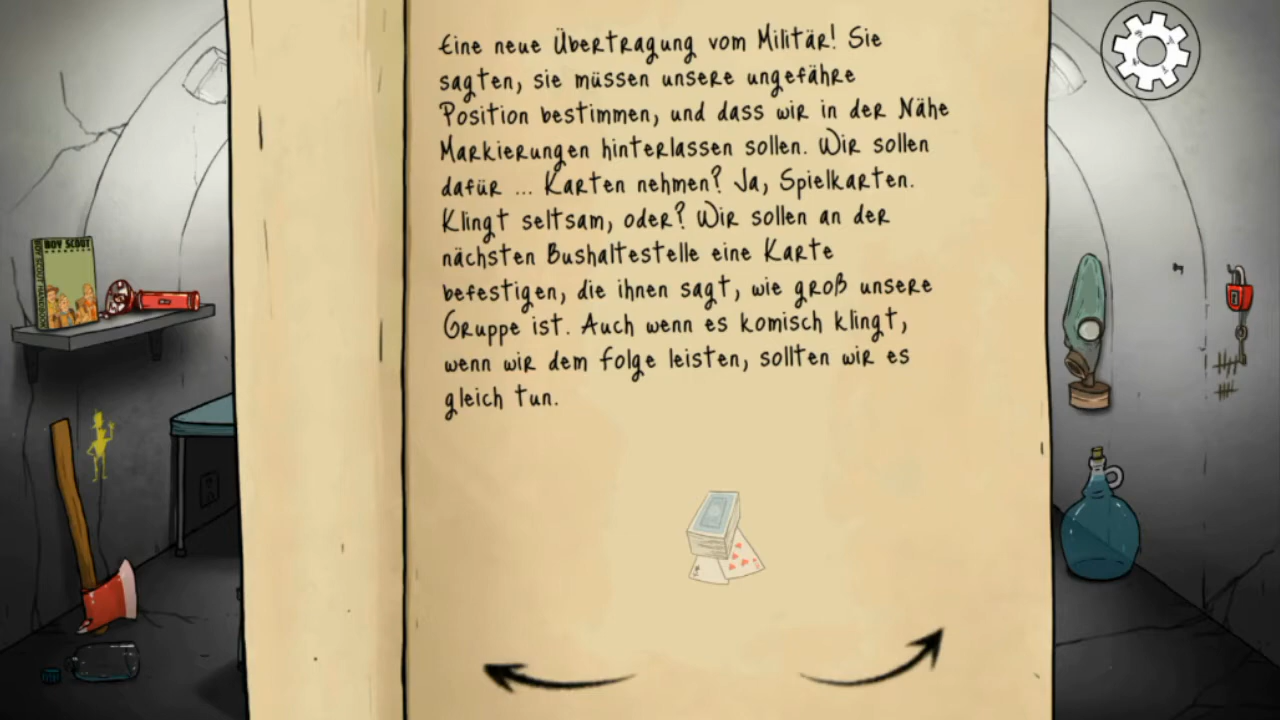 Eine neue Übertragung vom Militär! Sie
sagten, sie müssen unsere ungefähre
Position bestimmen, und dass wir in der Nähe
Markierungen hinterlassen sollen. Wir sollen
dafür ... Karten nehmen? Ja, Spielkarten.
Klingt seltsam, oder? Wir sollen an der
nächsten Bushaltestelle eine Karte
befestigen, die ihnen sagt, wie groß unsere
Gruppe ist. Auch wenn es komisch klingt,
wenn wir dem folge leisten, sollten wir es
gleich tun.
BOY SCOUT